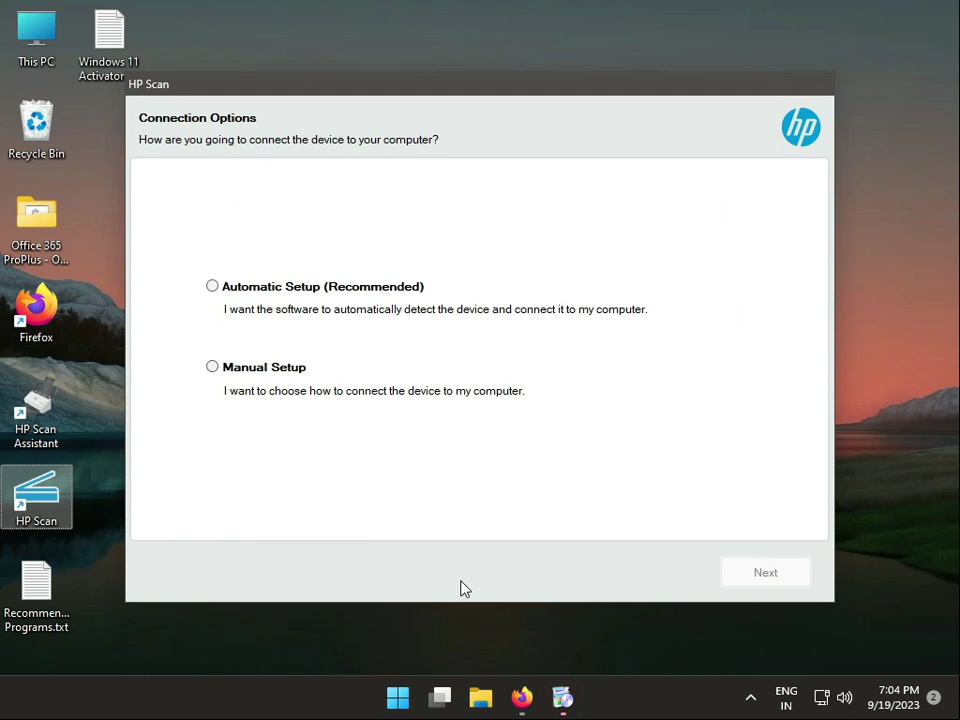 This PC
Windows 11
Activator
Recycle Bin
Office 365
ProPlus - O...
Firefox
HP Scan
Assistant
HP Scan
Recommen...
Programs.txt
HP Scan
Connection Options
How are you going to connect the device to your computer?
hp
Automatic Setup (Recommended)
I want the software to automatically detect the device and connect it to my computer.
Manual Setup
I want to choose how to connect the device to my computer.
Next
ENG
IN
7:04 PM
9/19/2023
2